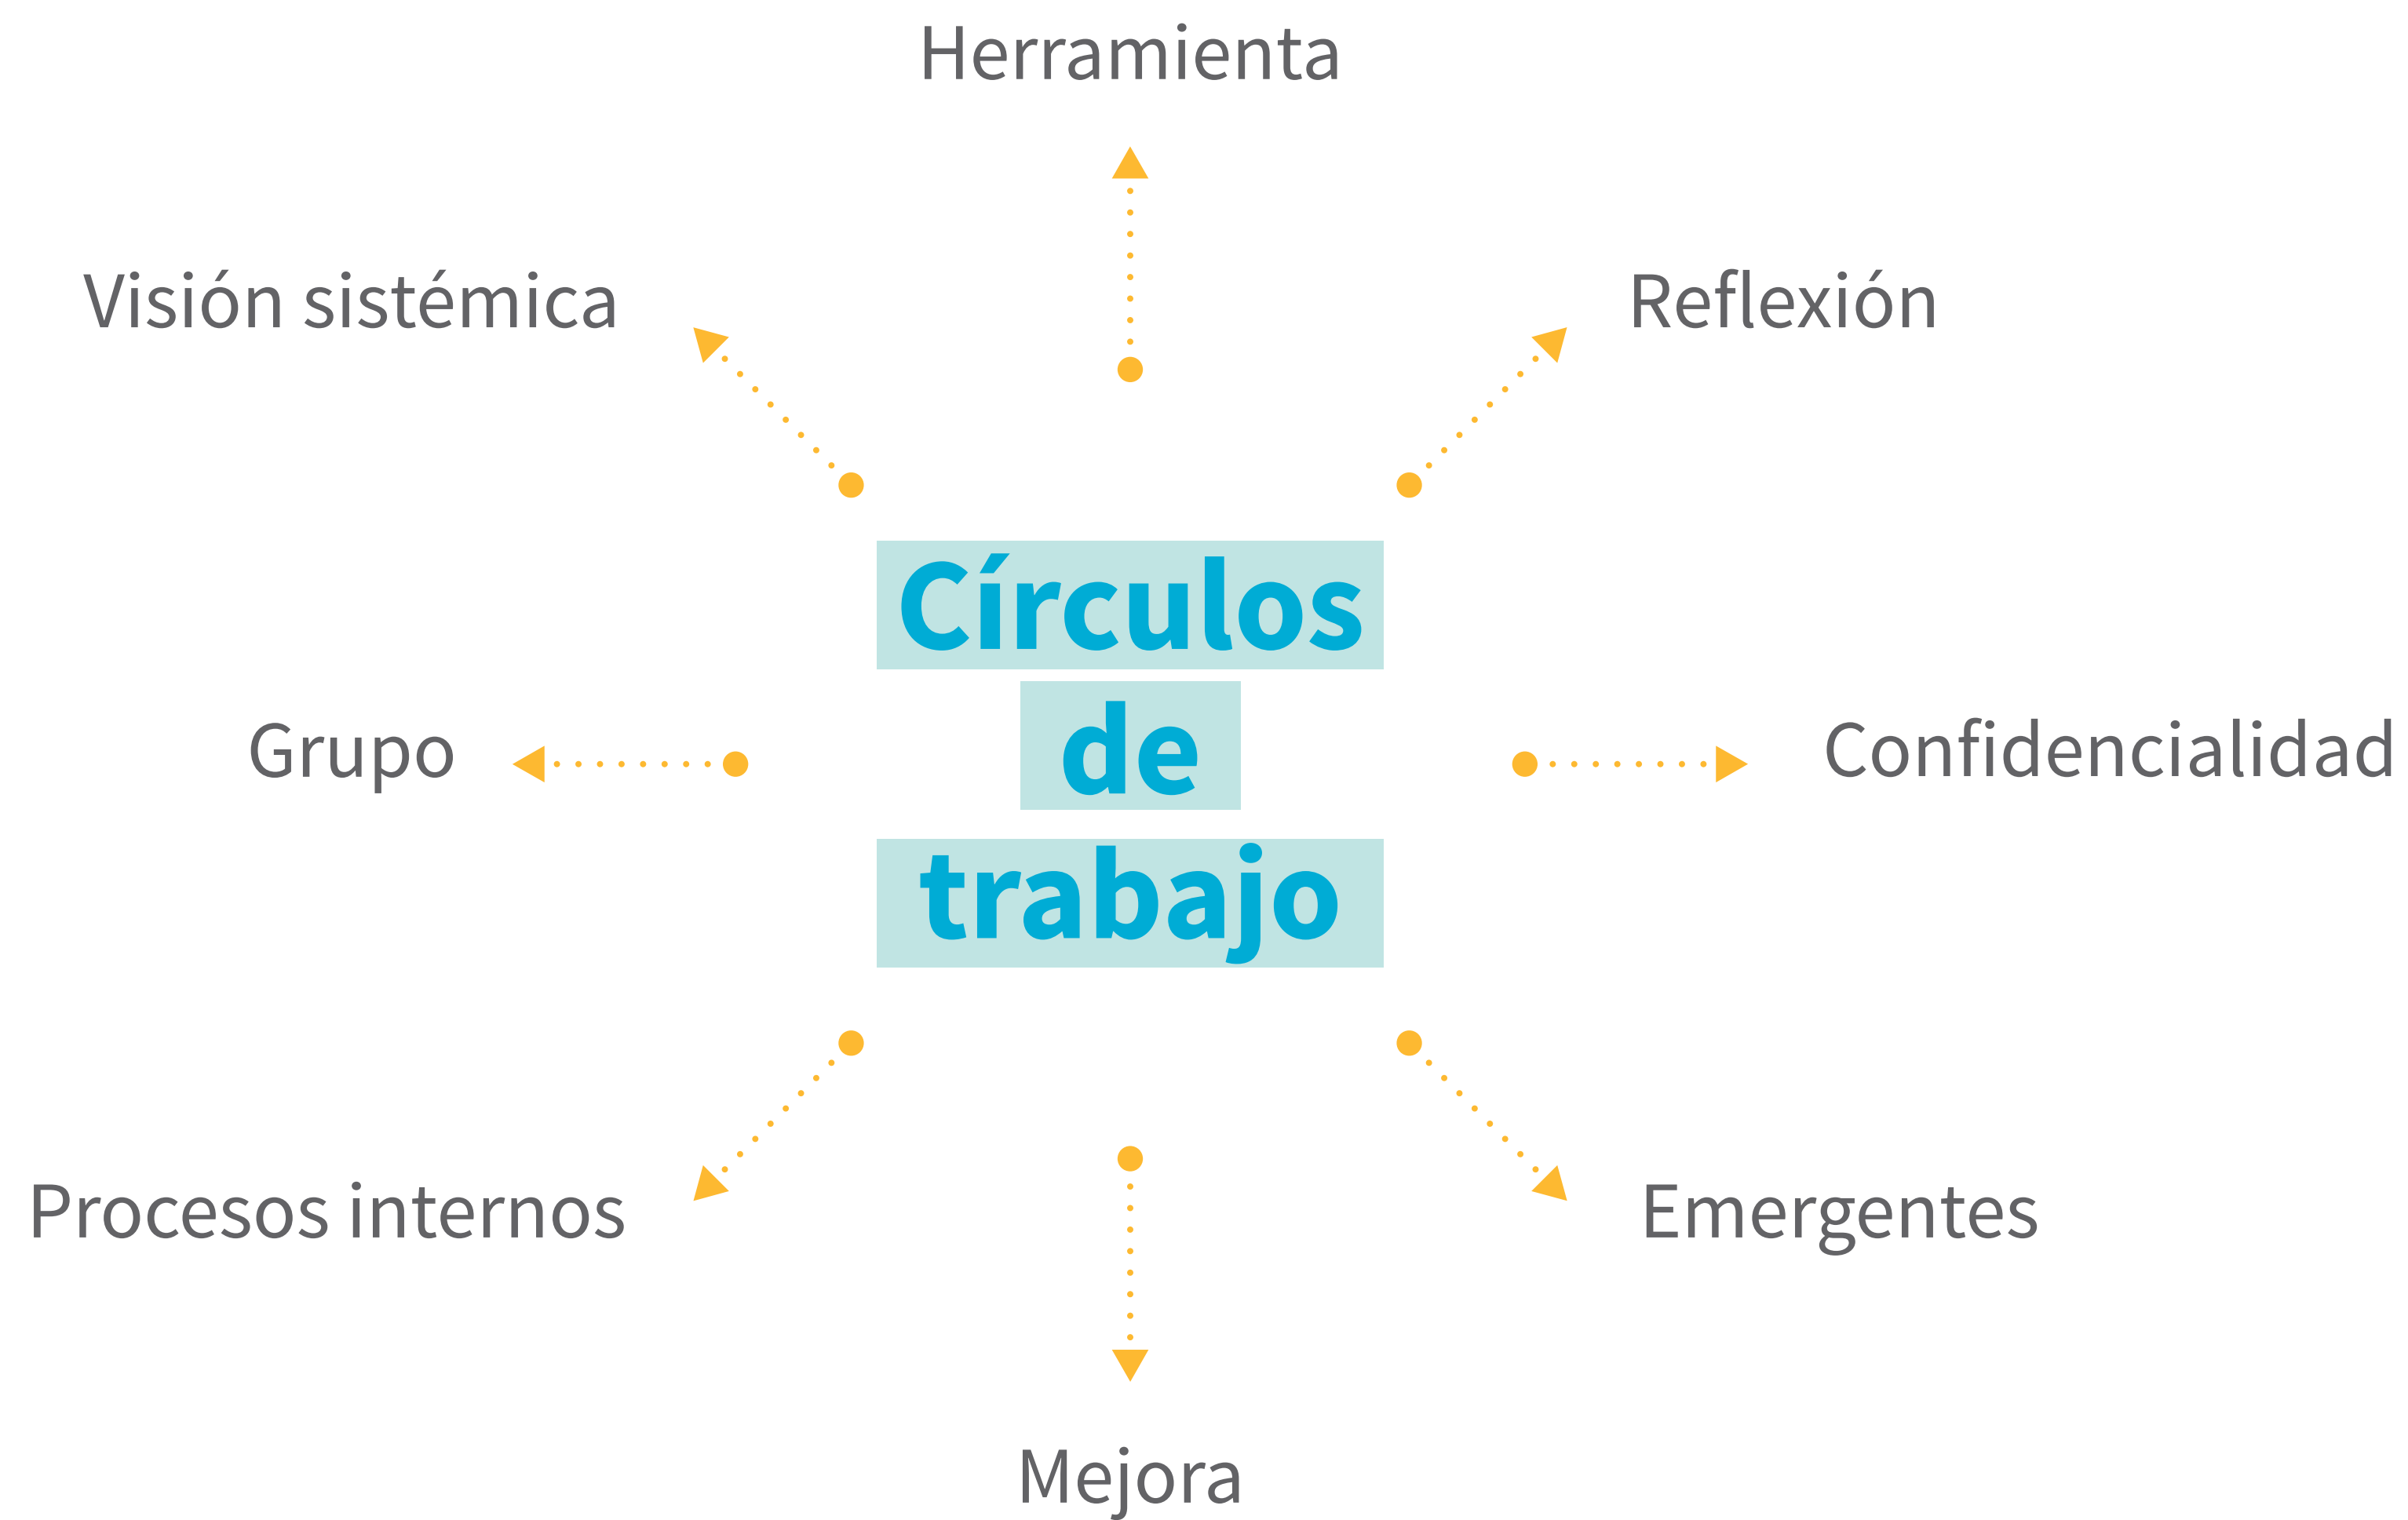 Herramienta
Visión sistémica
Reflexión
Círculos
de
trabajo
Grupo
Confidencialidad
Procesos internos
Emergentes
Mejora